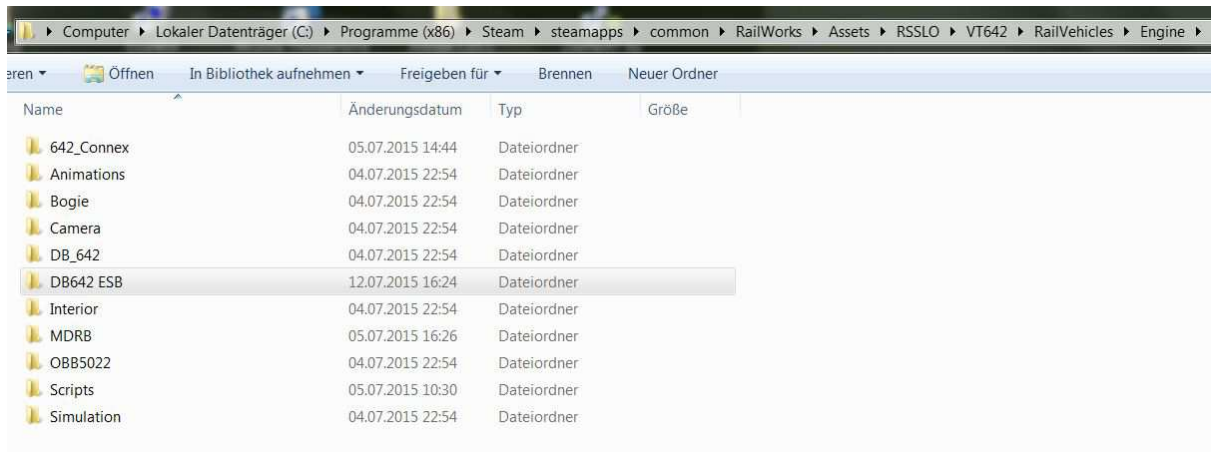 Computer Lokaler Datenträger (C:) Programme (x86) Steam steamapps common RailWorks Assets RSSLO VT642 RailVehicles Engine
eren Öffnen In Bibliothek aufnehmen Freigeben für Brennen Neuer Ordner
Name Änderungsdatum Typ Größe
642_Connex 05.07.2015 14:44 Dateiordner
Animations 04.07.2015 22:54 Dateiordner
Bogie 04.07.2015 22:54 Dateiordner
Camera 04.07.2015 22:54 Dateiordner
DB_642 04.07.2015 22:54 Dateiordner
DB642 ESB 12.07.2015 16:24 Dateiordner
Interior 04.07.2015 22:54 Dateiordner
MDRB 05.07.2015 16:26 Dateiordner
OBB5022 04.07.2015 22:54 Dateiordner
Scripts 05.07.2015 10:30 Dateiordner
Simulation 04.07.2015 22:54 Dateiordner